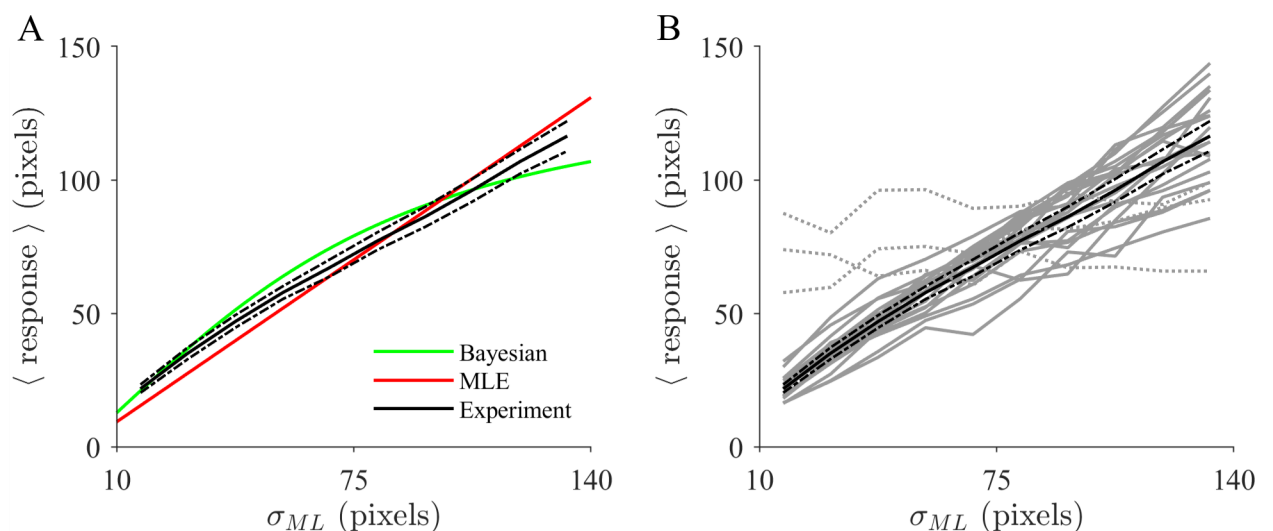 A
150
100
50
0
10
75
140
⟨ response ⟩ (pixels)
σ_ML (pixels)
Bayesian
MLE
Experiment
B
150
100
50
0
10
75
140
⟨ response ⟩ (pixels)
σ_ML (pixels)